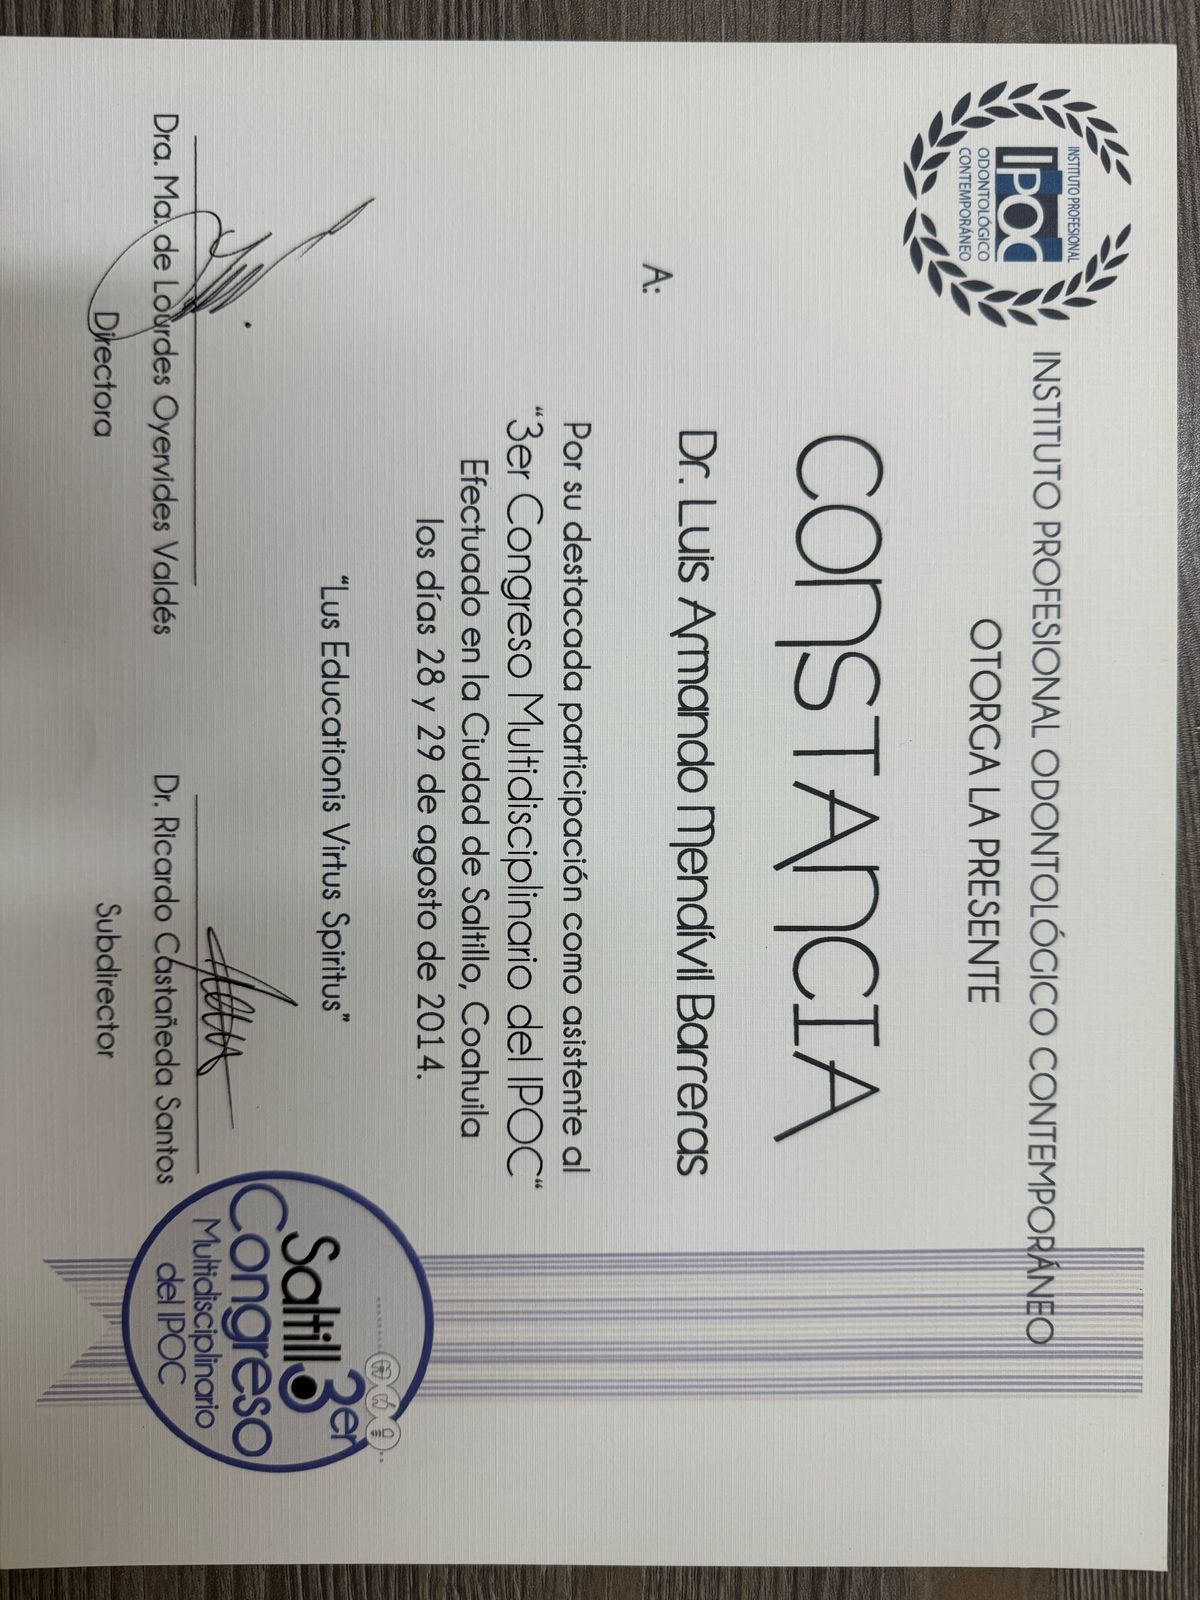 INSTITUTO PROFESIONAL
IPOC
ODONTOLÓGICO
CONTEMPORÁNEO
INSTITUTO PROFESIONAL ODONTOLÓGICO CONTEMPORÁNEO
OTORGA LA PRESENTE
CONSTANCIA
A:
Dr. Luis Armando Mendívil Barreras
Por su destacada participación como asistente al
"3er Congreso Multidisciplinario del IPOC"
Efectuado en la Ciudad de Saltillo, Coahuila
los días 28 y 29 de agosto de 2014.
"Lus Educationis Virtus Spiritus"
Dra. Ma. de Lourdes Oyervides Valdés
Directora
Dr. Ricardo Castañeda Santos
Subdirector
Saltillo 3er
Congreso
Multidisciplinario
del IPOC